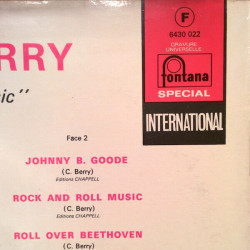 F
6430 022
GRAVURE
UNIVERSELLE
fontana
SPECIAL
INTERNATIONAL
RRY
ic"
Face 2
JOHNNY B. GOODE
(C. Berry)
Editions CHAPPELL
ROCK AND ROLL MUSIC
(C. Berry)
Editions CHAPPELL
ROLL OVER BEETHOVEN
(C. Berry)